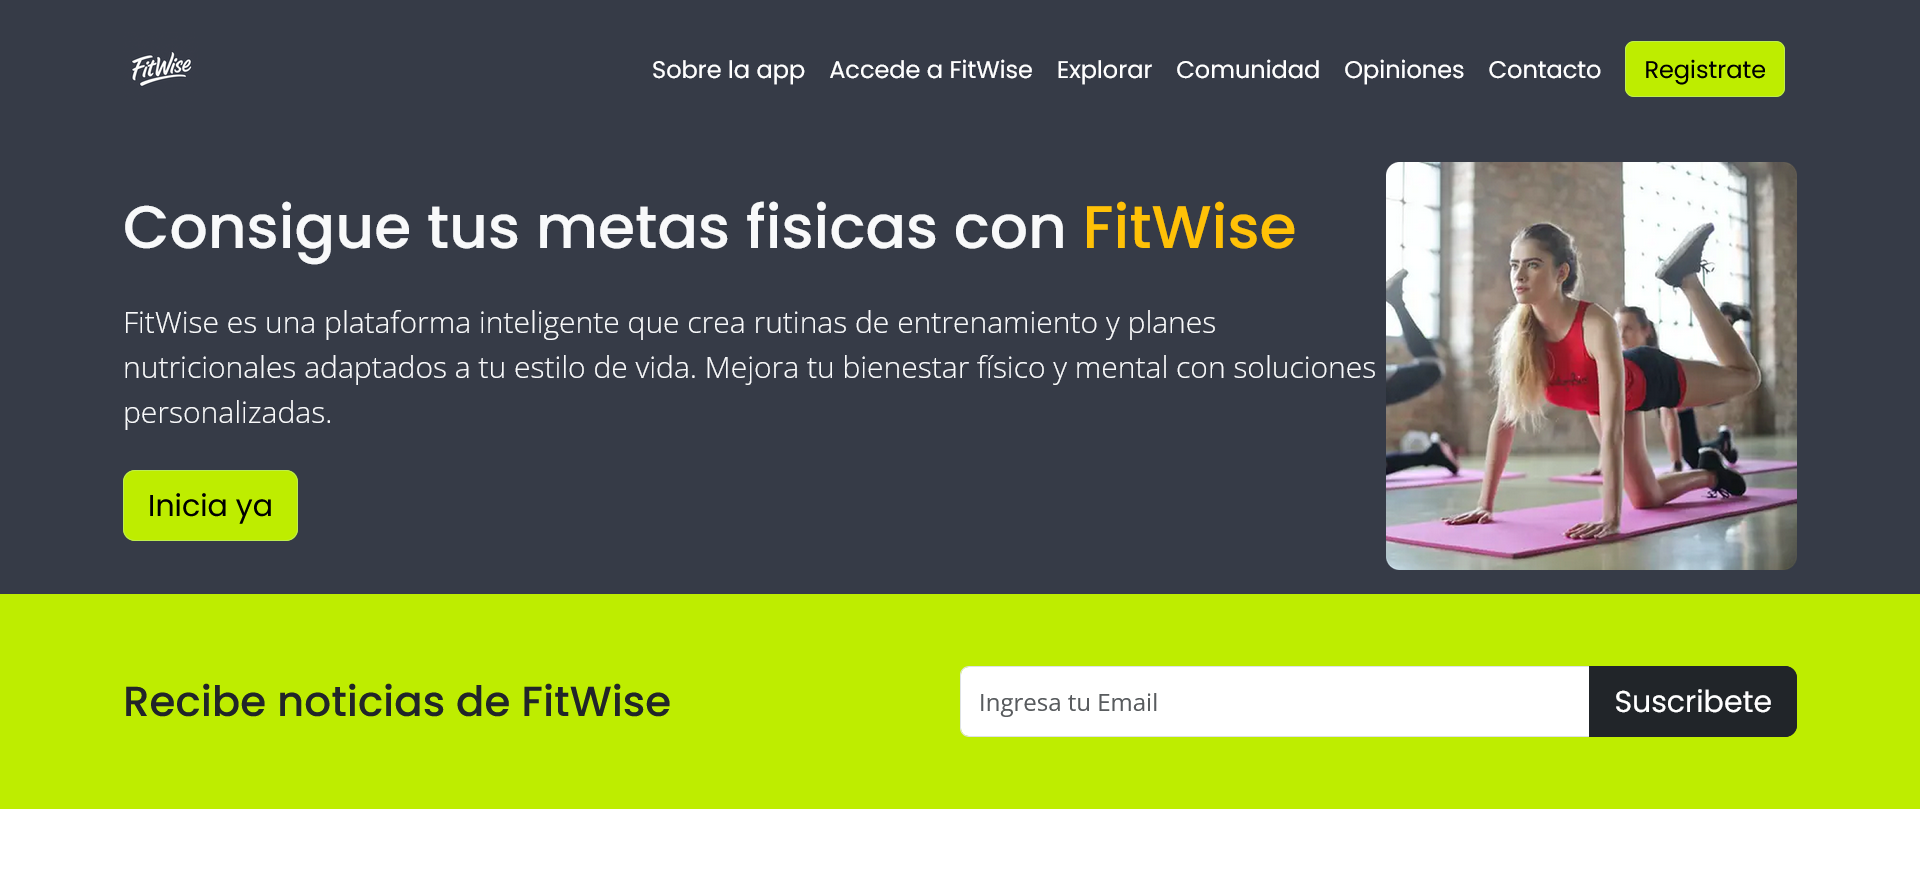 FitWise
Sobre la app Accede a FitWise Explorar Comunidad Opiniones Contacto Registrate
Consigue tus metas fisicas con FitWise
FitWise es una plataforma inteligente que crea rutinas de entrenamiento y planes
nutricionales adaptados a tu estilo de vida. Mejora tu bienestar físico y mental con soluciones
personalizadas.
Inicia ya
Recibe noticias de FitWise
Ingresa tu Email
Suscribete